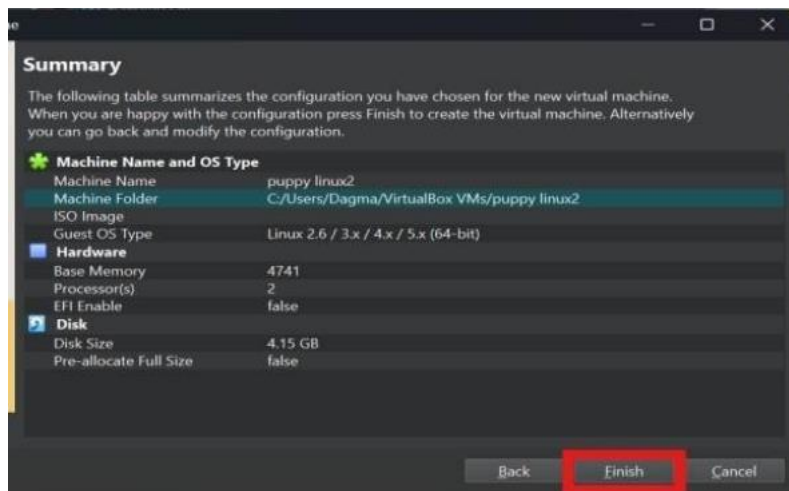 Summary
The following table summarizes the configuration you have chosen for the new virtual machine.
When you are happy with the configuration press Finish to create the virtual machine. Alternatively
you can go back and modify the configuration.
Machine Name and OS Type
Machine Name puppy linux2
Machine Folder C:/Users/Dagma/VirtualBox VMs/puppy linux2
ISO Image
Guest OS Type Linux 2.6 / 3.x / 4.x / 5.x (64-bit)
Hardware
Base Memory 4741
Processor(s) 2
EFI Enable false
Disk
Disk Size 4.15 GB
Pre-allocate Full Size false
Back Finish Cancel